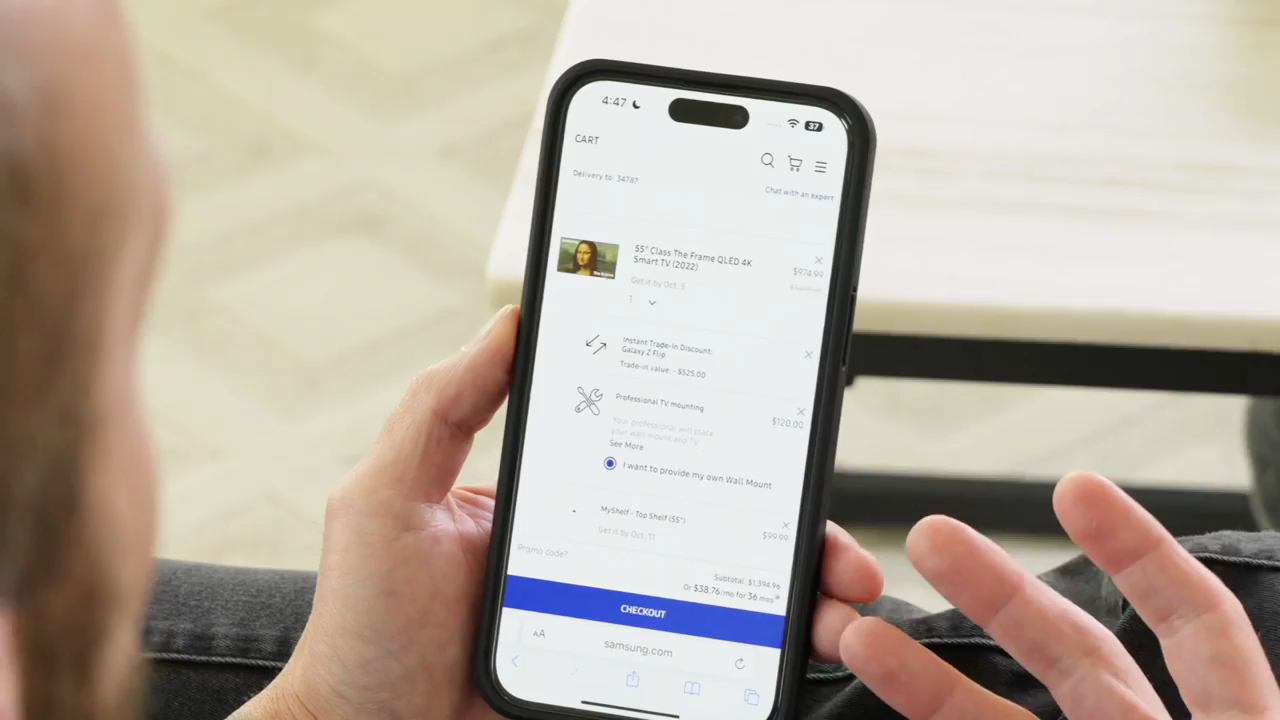 4:47
37
CART
Delivery to: 34787
Chat with an expert
55" Class The Frame QLED 4K
Smart TV (2022)
$974.99
Get it by Oct. 5
1
Instant Trade-In Discount:
Galaxy Z Flip
Trade-in value: - $525.00
Professional TV mounting
$120.00
Your professional will place
your wall mount and TV
See More
I want to provide my own Wall Mount
MyShelf - Top Shelf (55")
$99.99
Get it by Oct. 11
Promo code?
Subtotal: $1,394.96
Or $38.76/mo for 36 mos
CHECKOUT
AA
samsung.com